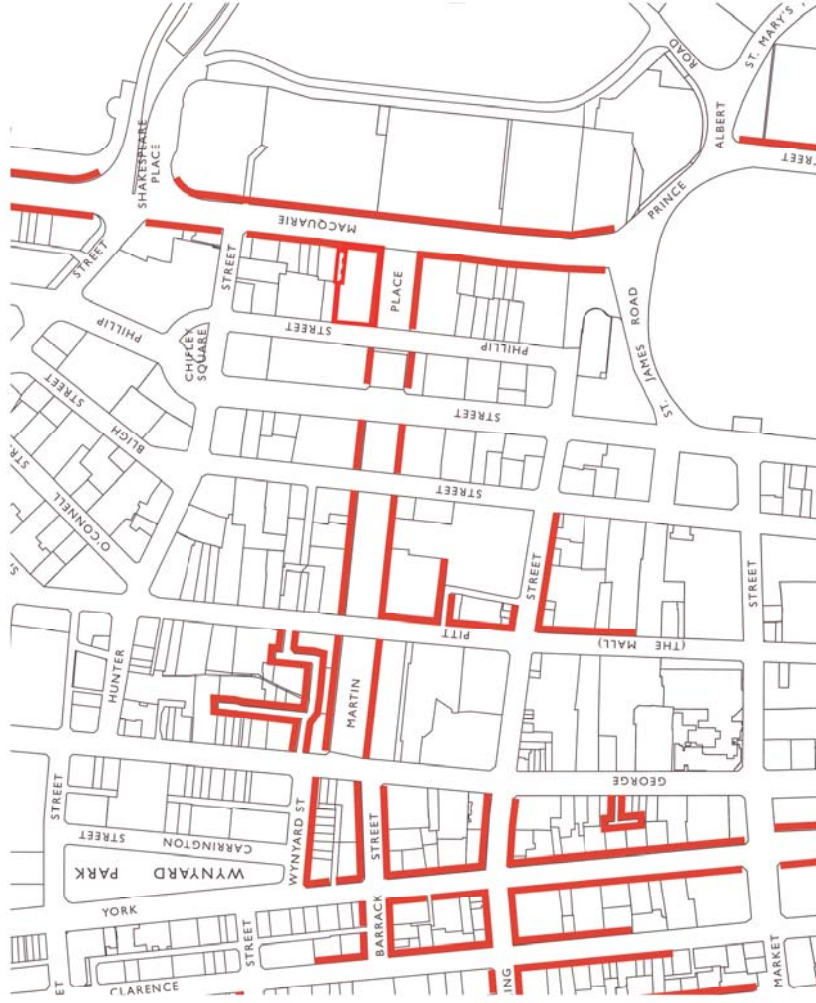 ROAD
ST. MARY'S
ALBERT
STREET
PRINCE
SHAKESPEARE
PLACE
MACQUARIE
STREET
STREET
PLACE
STREET
PHILLIP
PHILLIP
CHIFLEY
SQUARE
ST. JAMES ROAD
STREET
BLIGH
STREET
STREET
O'CONNELL
STREET
STREET
PITT
(THE MALL)
HUNTER
MARTIN
GEORGE
STREET
CARRINGTON
STREET
WYNYARD ST
STREET
WYNYARD
PARK
YORK
STREET
BARRACK
CLARENCE
MARKET